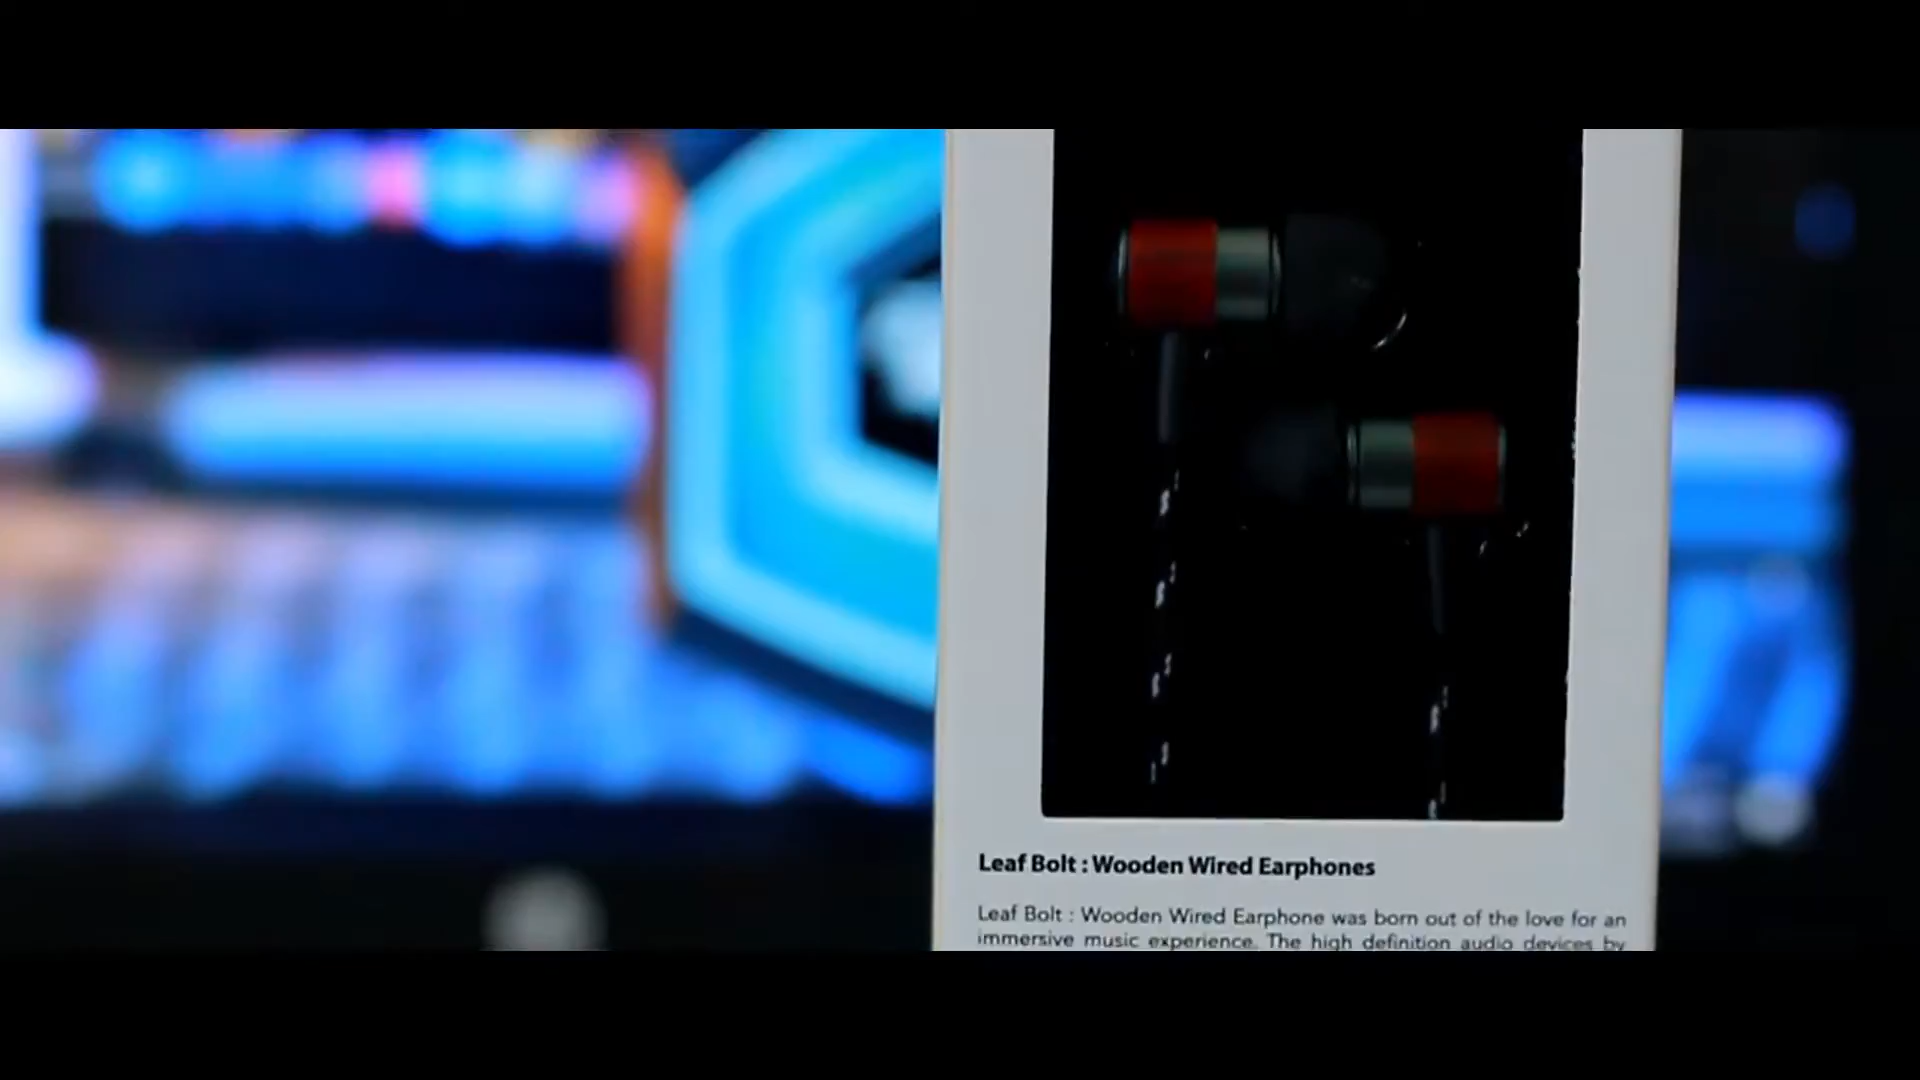 Leaf Bolt : Wooden Wired Earphones
Leaf Bolt : Wooden Wired Earphone was born out of the love for an
immersive music experience. The high definition audio devices by